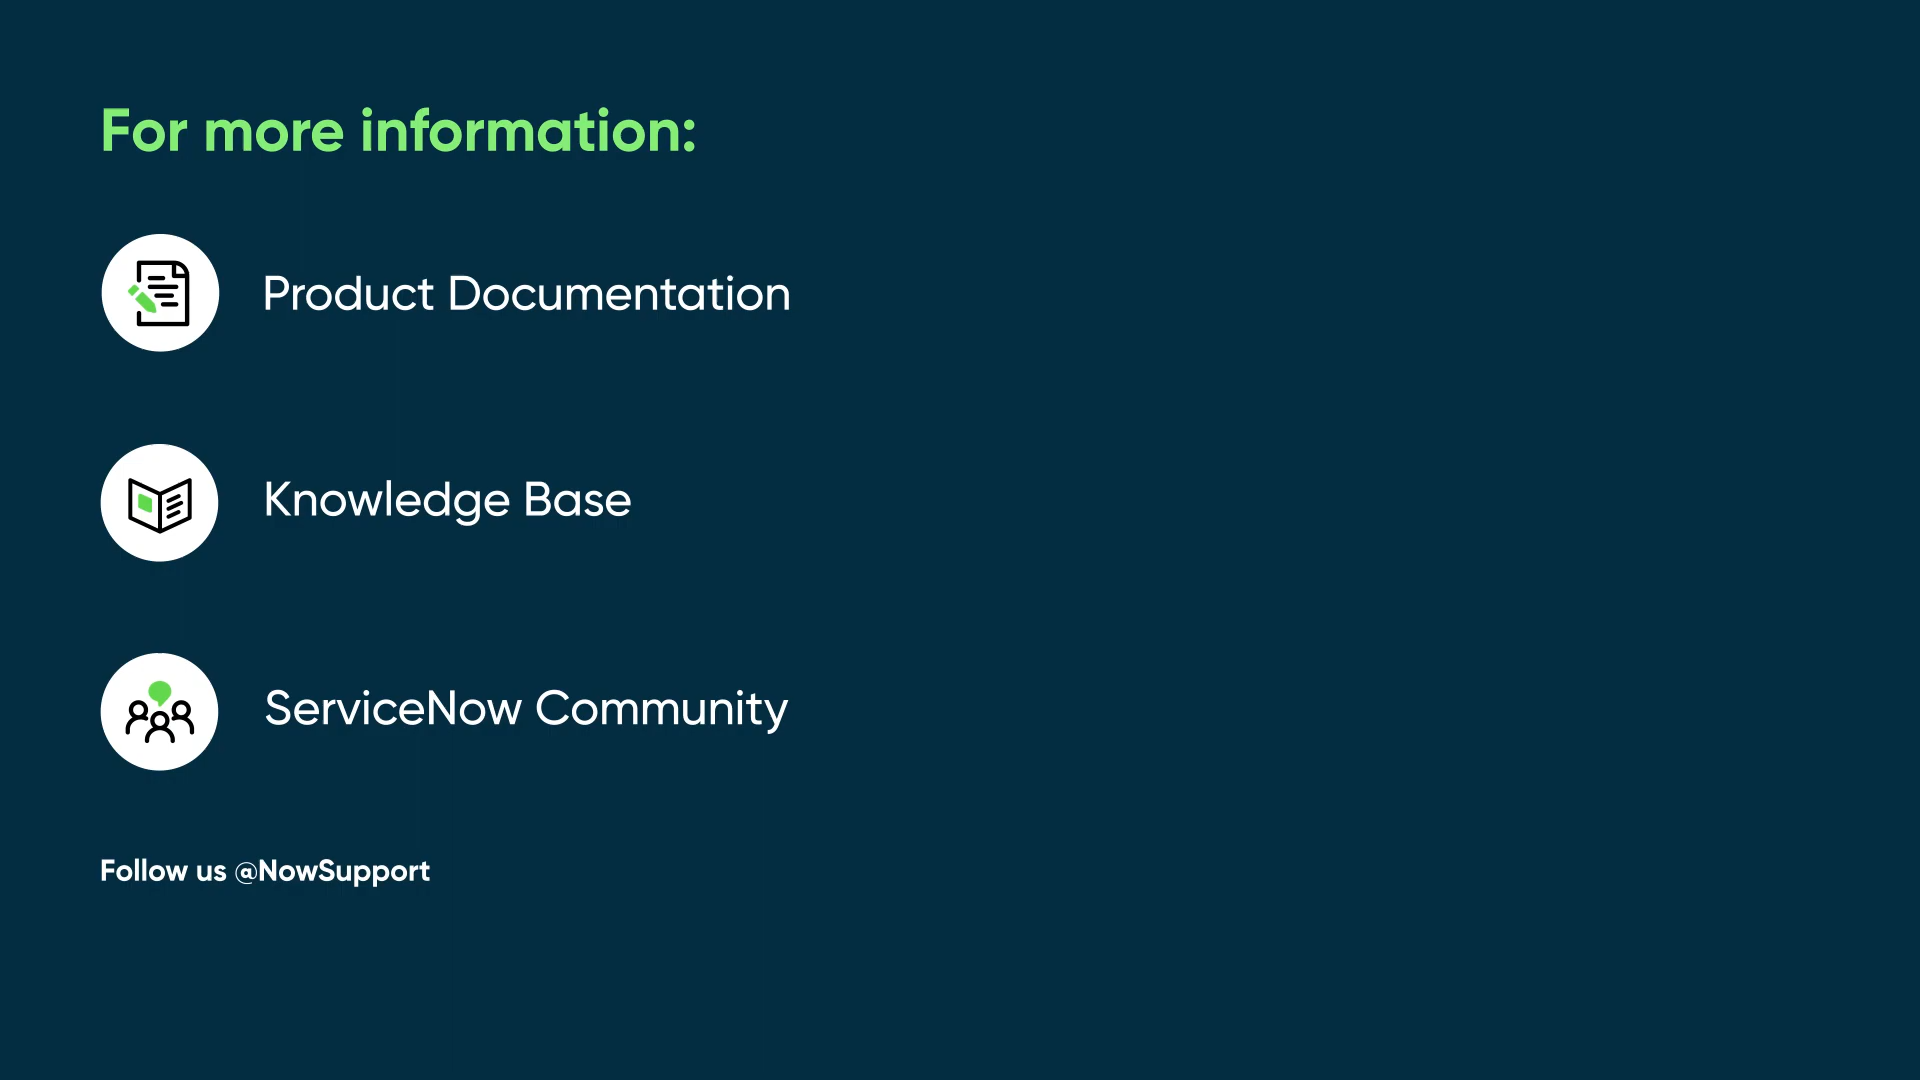 For more information:
Product Documentation
Knowledge Base
ServiceNow Community
Follow us @NowSupport